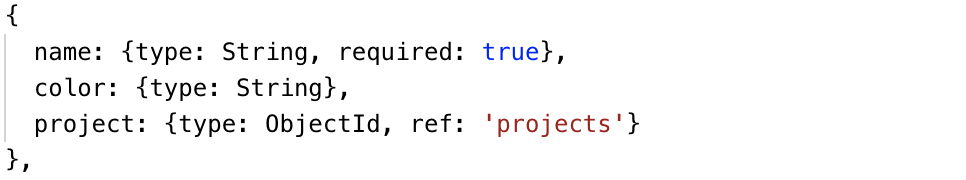 {
name: {type: String, required: true},
color: {type: String},
project: {type: ObjectId, ref: 'projects'}
},